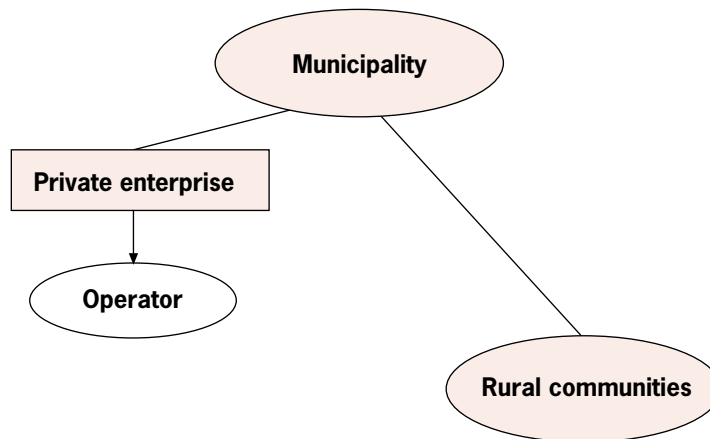 Municipality
Private enterprise
Operator
Rural communities